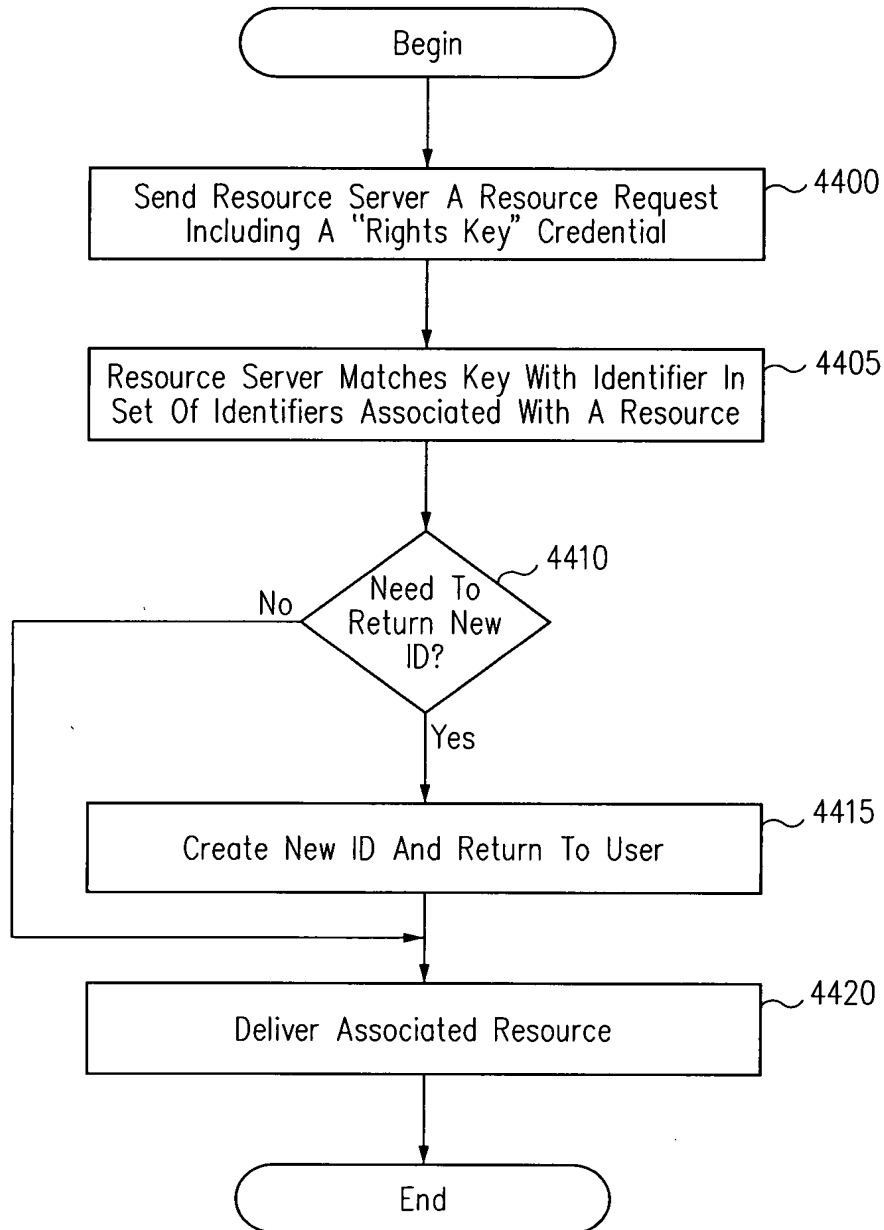 Begin
Send Resource Server A Resource Request
Including A "Rights Key" Credential
4400
Resource Server Matches Key With Identifier In
Set Of Identifiers Associated With A Resource
4405
Need To
Return New
ID?
4410
No
Yes
Create New ID And Return To User
4415
Deliver Associated Resource
4420
End